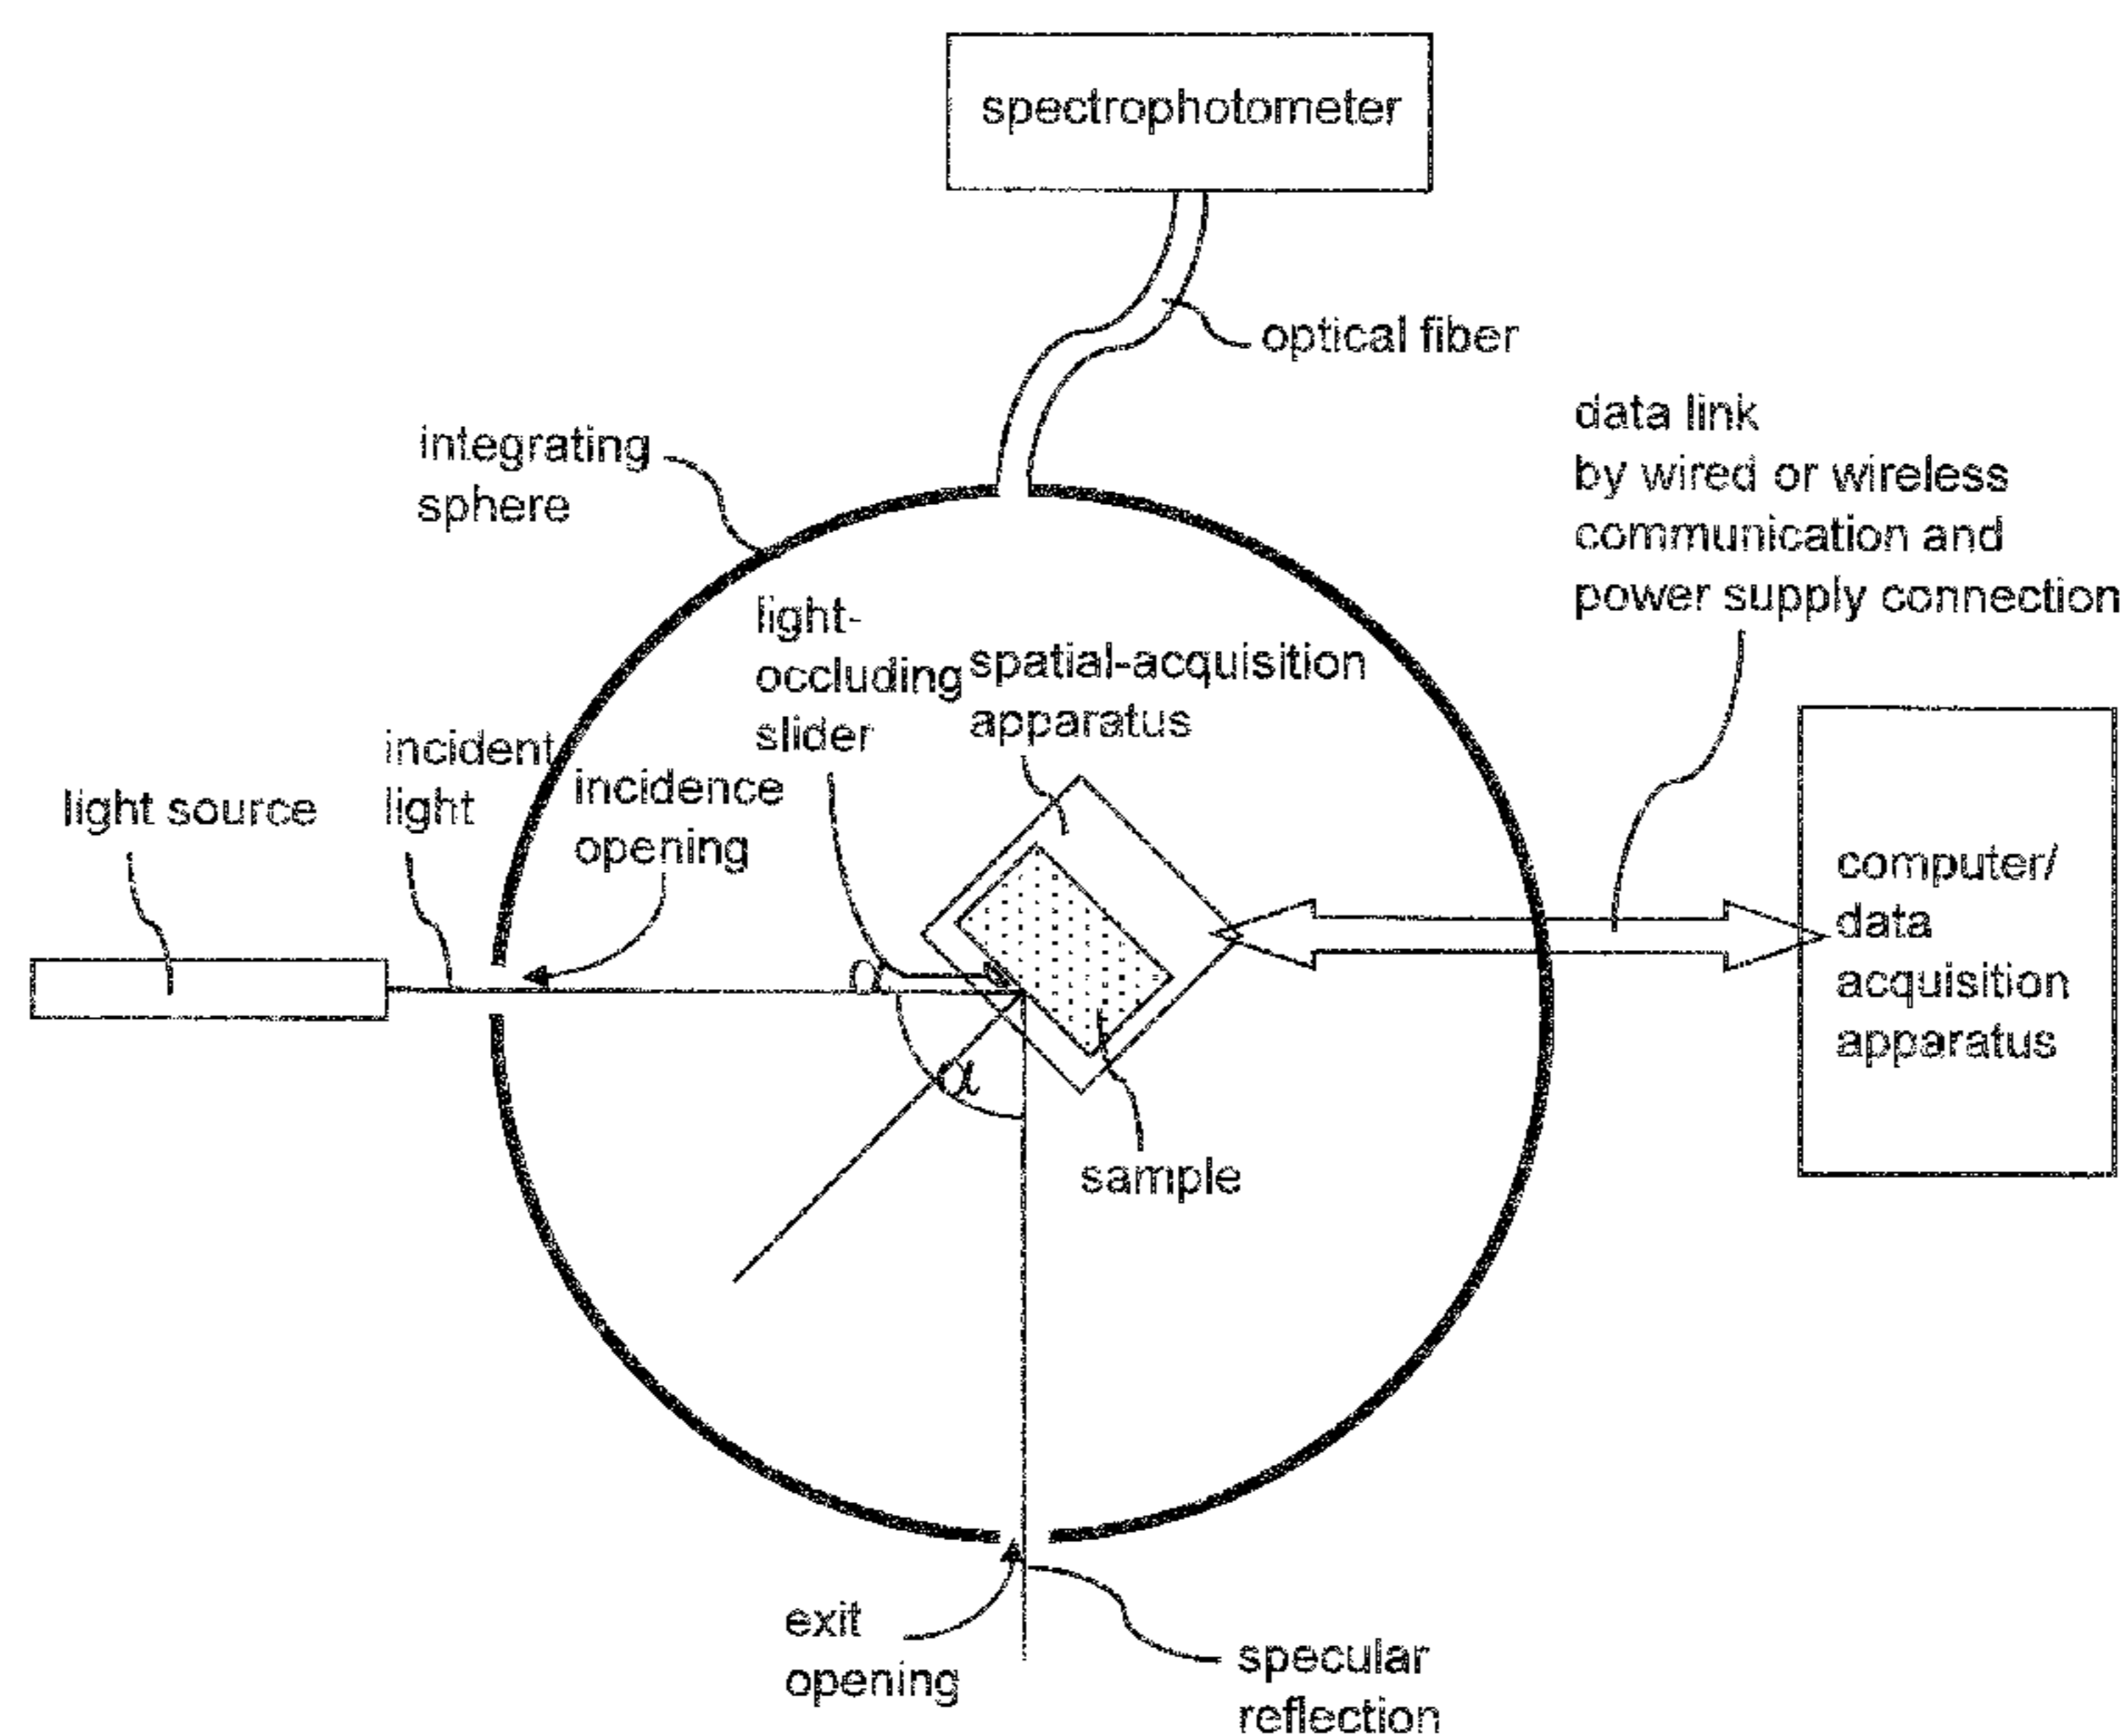 spectrophotometer
optical fiber
data link
by wired or wireless
communication and
power supply connection
integrating
sphere
light-
occluding
slider
spatial-acquisition
apparatus
incident
light
incidence
opening
light source
computer/
data
acquisition
apparatus
α
α
sample
exit
opening
specular
reflection